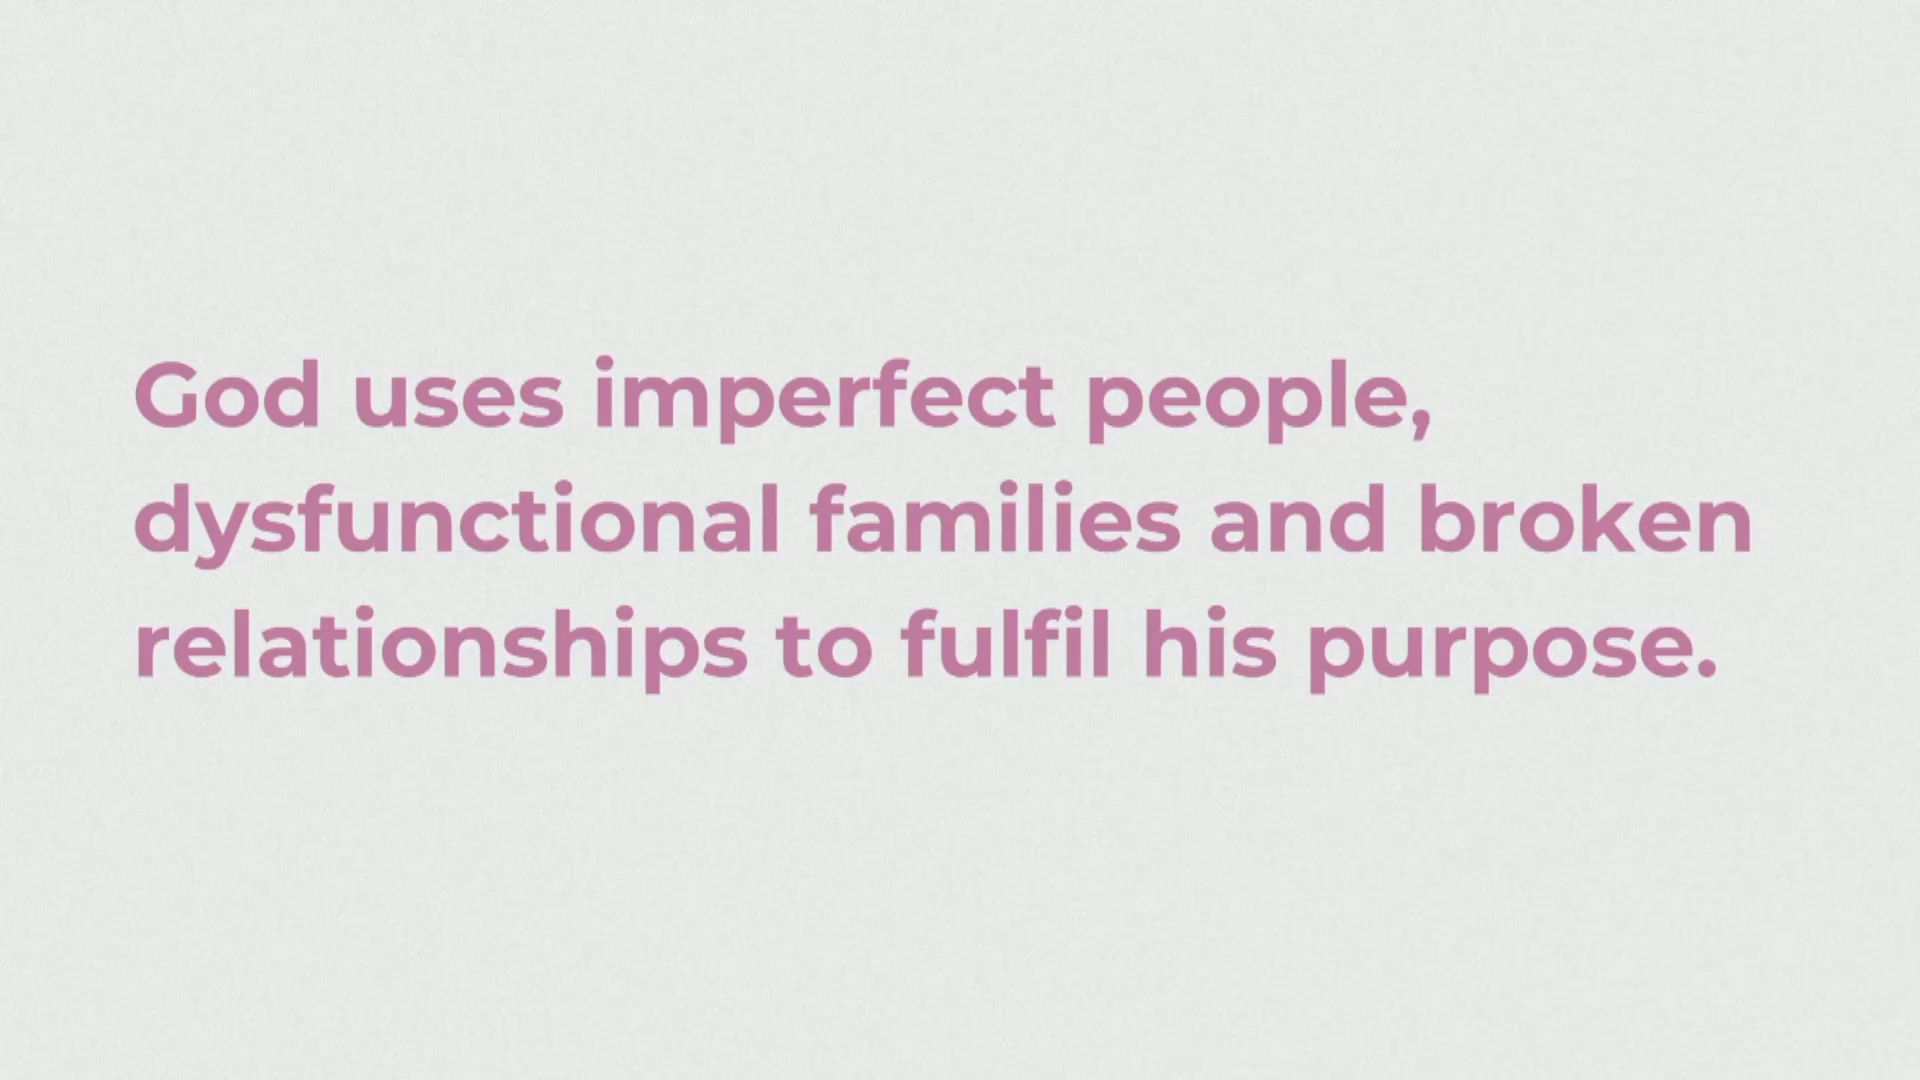 God uses imperfect people,
dysfunctional families and broken
relationships to fulfil his purpose.